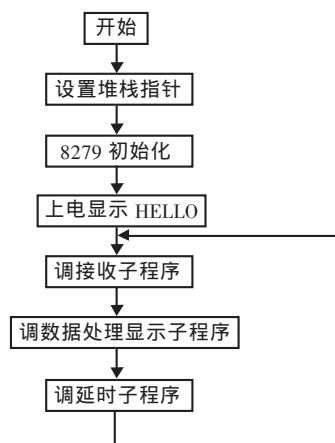 开始
设置堆栈指针
8279 初始化
上电显示 HELLO
调接收子程序
调数据处理显示子程序
调延时子程序